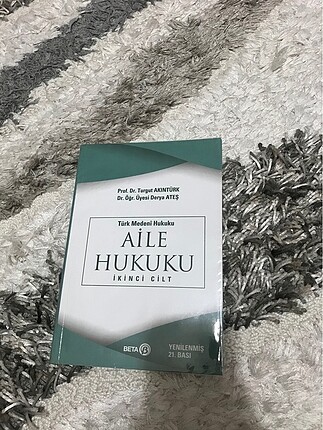 Prof. Dr. Turgut AKINTÜRK
Dr. Öğr. Üyesi Derya ATEŞ
Türk Medeni Hukuku
AİLE
HUKUKU
İKİNCİ CİLT
BETA
YENİLENMİŞ
21. BASI